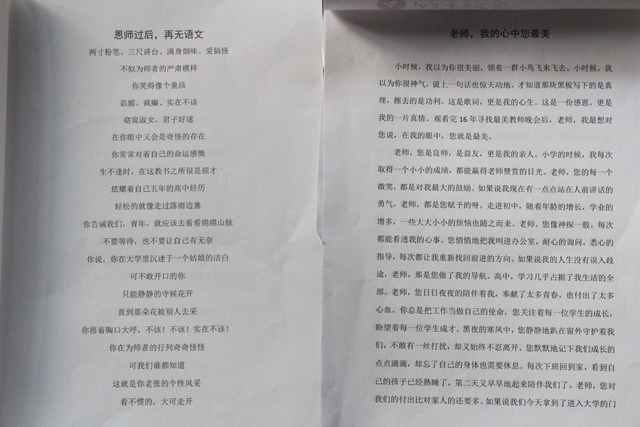 恩师过后，再无语文
两寸粉笔、三尺讲台、满身烟味、爱搞怪
不似为师者的严肃模样
你笑得像个童孩
谄媚、疯癫、实在不该
窈窕淑女，君子好逑
在你眼中又会是奇怪的存在
你常常对着自己的命运感慨
生不逢时，在这教书之所很是屈才
炫耀着自己五年的高中经历
轻松的就像走过落雨边塞
你告诫我们，青年，就应该去看看绵绵山脉
不要等待，也不要让自己有无奈
你说，你在大学里沉迷于一个姑娘的洁白
可不敢开口的你
只能静静的守候花开
直到那朵花被别人去采
你捂着胸口大呼，不该！不该！实在不该！
你在为师者的行列奇奇怪怪
可我们谁都知道
这就是你老张的个性风采
看不惯的，大可走开
老师，我的心中您最美
小时候，我以为你很美丽，领着一群小鸟飞来飞去。小时候，我
以为你很神气，说上一句话也惊天动地。才知道那块黑板写下的是真
理，擦去的是功利。这是歌词，更是我的心生。这是一份感恩，更是
我的一片真情。观看完 16 年寻找最美教师晚会后，老师，我最想对
您说，在我的眼中，您就是最美。
老师，您是良师，是益友，更是我的亲人。小学的时候，我每次
取得一个小小的成绩，都能赢得老师赞赏的目光。老师，您的每一个
微笑，都是对我最大的鼓励。如果说我现在有一点点站在人前讲话的
勇气，老师，都是您赋予的呀。走进初中，随着年龄的增长、学业的
增多，一些大大小小的烦恼也随之而来。老师，您像神探一般，每次
都能看透我的心事。您悄悄地把我叫进办公室，耐心的询问，悉心的
指导，每次都让我重新找回前进的方向。如果说我的人生没有误入歧
途，老师，那是您做了我的导航。高中，学习几乎占据了我生活的全
部。老师，您日日夜夜的陪伴着我，奉献了太多青春，也付出了太多
心血。你总是把工作当做自己的使命，您关注着每一位学生的成长，
盼望着每一位学生成才。黑夜的寒风中，您静静地趴在窗外守护着我
们，不敢有一丝打扰，却又始终不忍离开。您默默地记下我们成长的
点点滴滴，却忘了自己的身体也需要休息。每次下班回到家，看到自
己的孩子已经熟睡了，第二天又早早地起来陪伴我们了。老师，您对
我们的付出比对家人的还要多。如果说我们今天拿到了进入大学的门